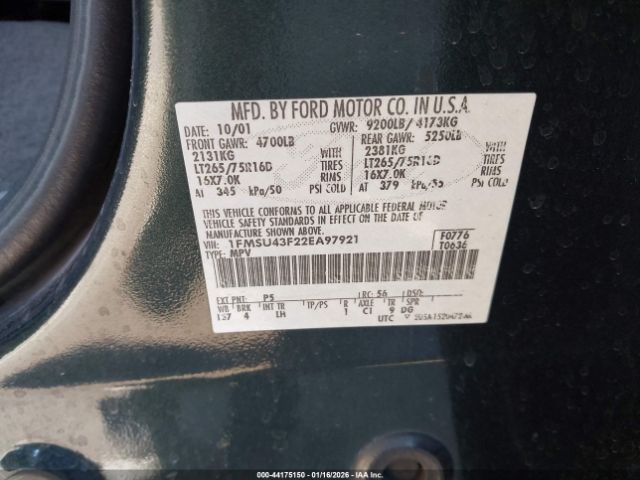 MFD. BY FORD MOTOR CO. IN U.S.A.
DATE: 10/01 GVWR: 9200LB/ 4173KG
FRONT GAWR: 4700LB REAR GAWR: 5250LB
2131KG WITH 2381KG WITH
LT265/75R16D TIRES LT265/75R16D TIRES
16X7.0K RIMS 16X7.0K RIMS
AT 345 kPa/50 PSI COLD AT 379 kPa/55 PSI COLD
THIS VEHICLE CONFORMS TO ALL APPLICABLE FEDERAL MOTOR
VEHICLE SAFETY STANDARDS IN EFFECT ON THE DATE OF
MANUFACTURE SHOWN ABOVE.
VIN: 1FMSU43F22EA97921 F0776
TYPE: MPV T0636
EXT PNT: P5 RC: 56 DSO:
WB BRK INT TR TP/PS R AXLE TR SPR
137 4 LH 1 C1 9 DG
UTC
000-44175150 | 01/16/2026 - IAA Inc.